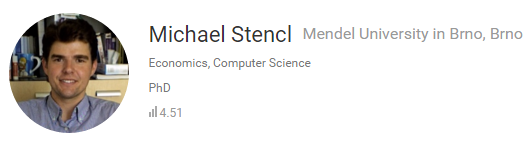 Michael Stencl Mendel University in Brno, Brno
Economics, Computer Science
PhD
4.51